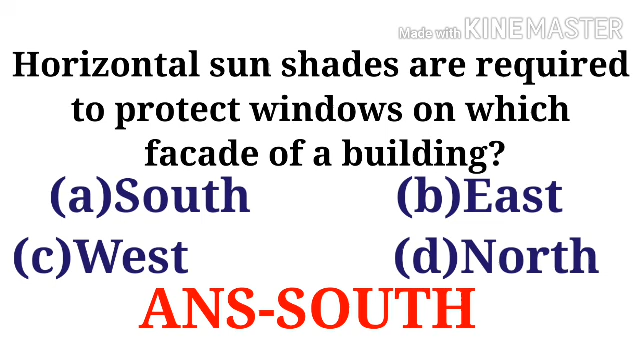 Made with KINEMASTER
Horizontal sun shades are required
to protect windows on which
facade of a building?
(a)South (b)East
(c)West (d)North
ANS-SOUTH